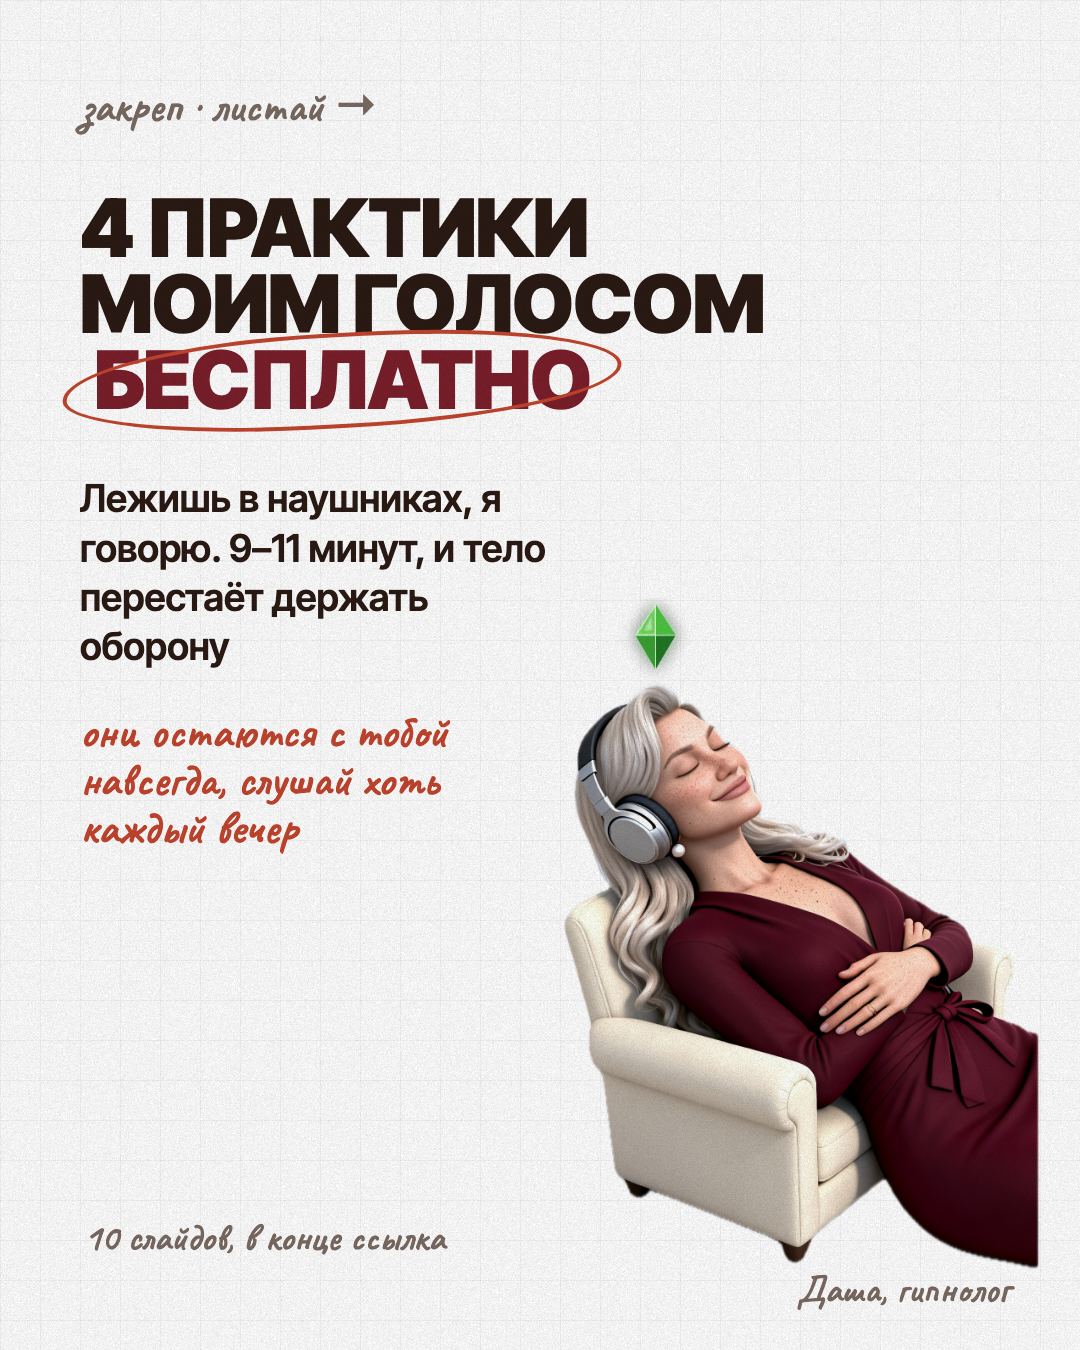 закреп · листай →
4 ПРАКТИКИ
МОИМ ГОЛОСОМ
БЕСПЛАТНО
Лежишь в наушниках, я
говорю. 9–11 минут, и тело
перестаёт держать
оборону
они остаются с тобой
навсегда, слушай хоть
каждый вечер
10 слайдов, в конце ссылка
Даша, гипнолог